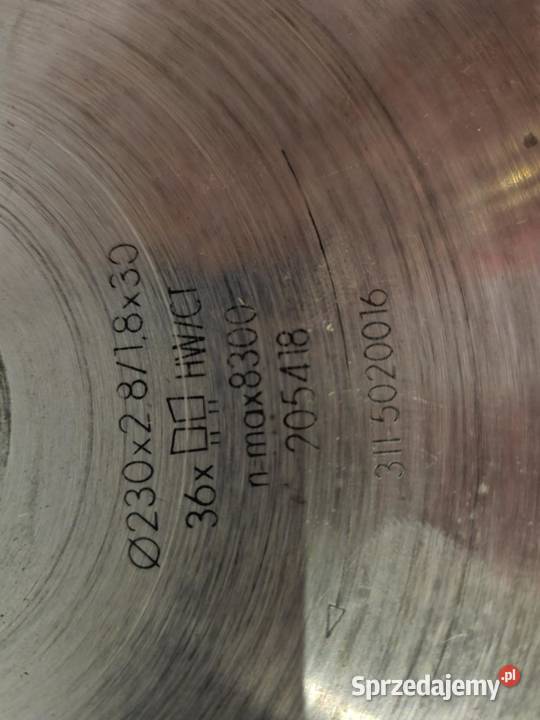 Ø230x2.8/1,8x30
36x HW/CT
n-max8300
205418
311-5020016
Sprzedajemy.pl